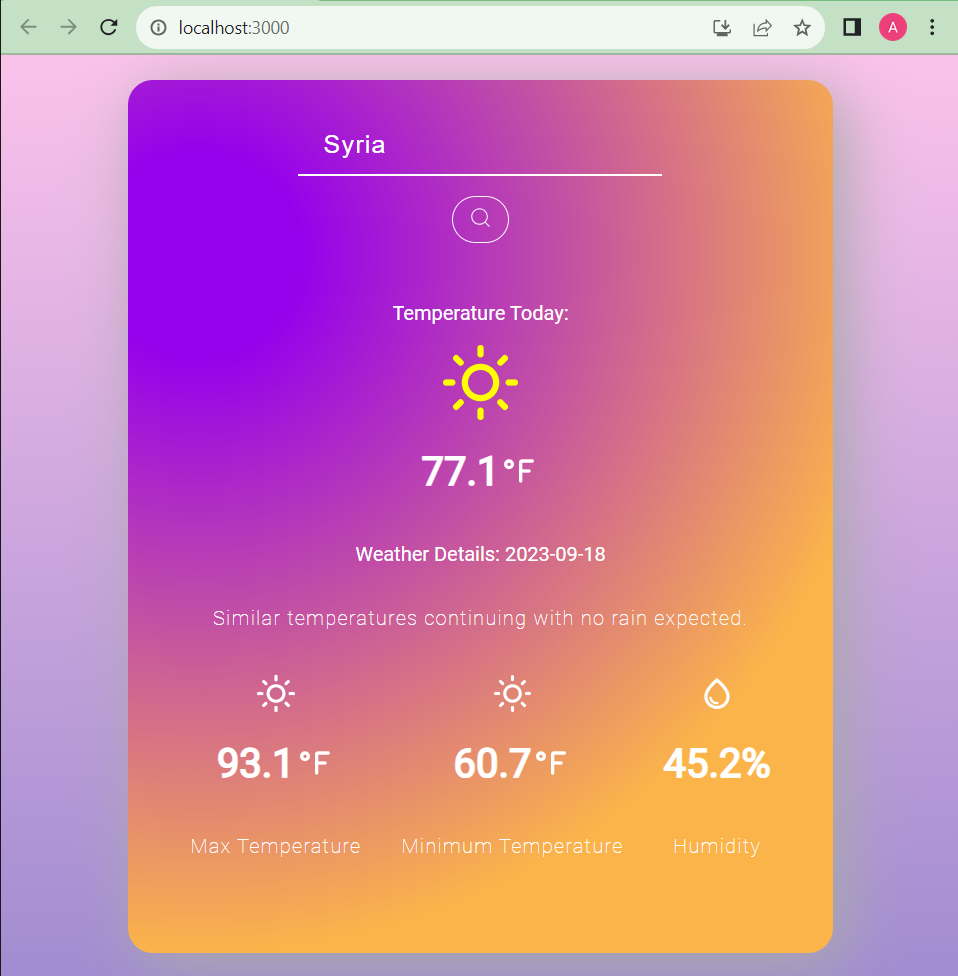 localhost:3000
A
Syria
Temperature Today:
77.1°F
Weather Details: 2023-09-18
Similar temperatures continuing with no rain expected.
93.1°F 60.7°F 45.2%
Max Temperature Minimum Temperature Humidity